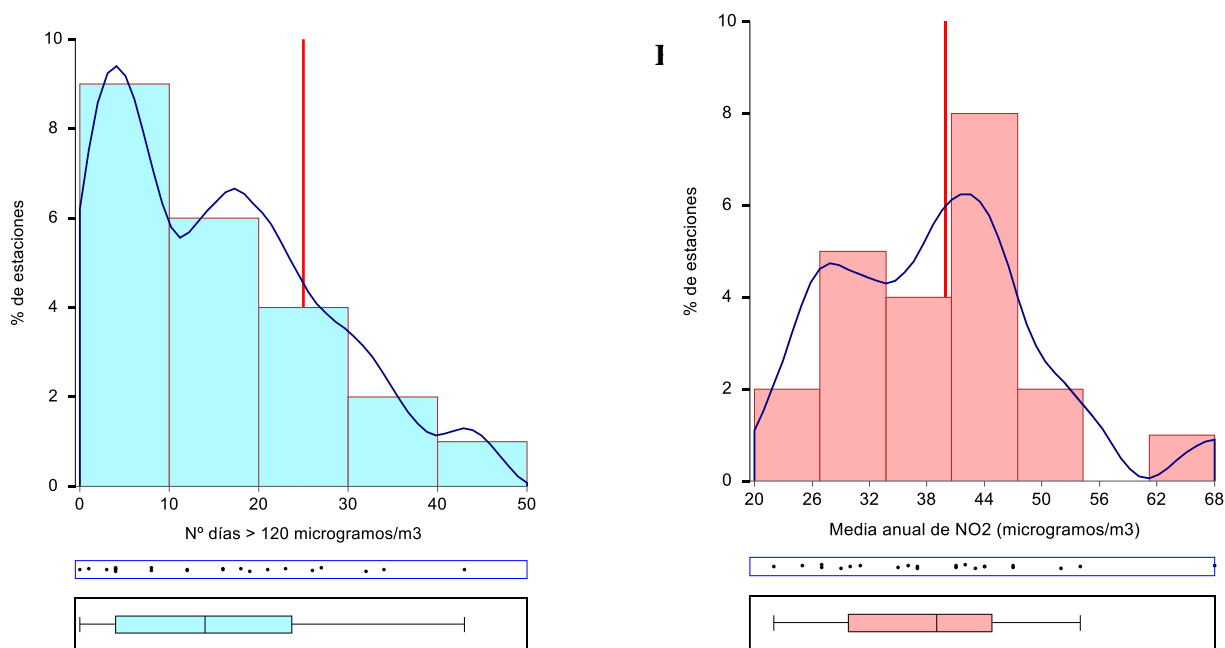 10
8
6
4
2
0
% de estaciones
0 10 20 30 40 50
Nº días > 120 microgramos/m3
10
8
6
4
2
0
% de estaciones
20 26 32 38 44 50 56 62 68
Media anual de NO2 (microgramos/m3)